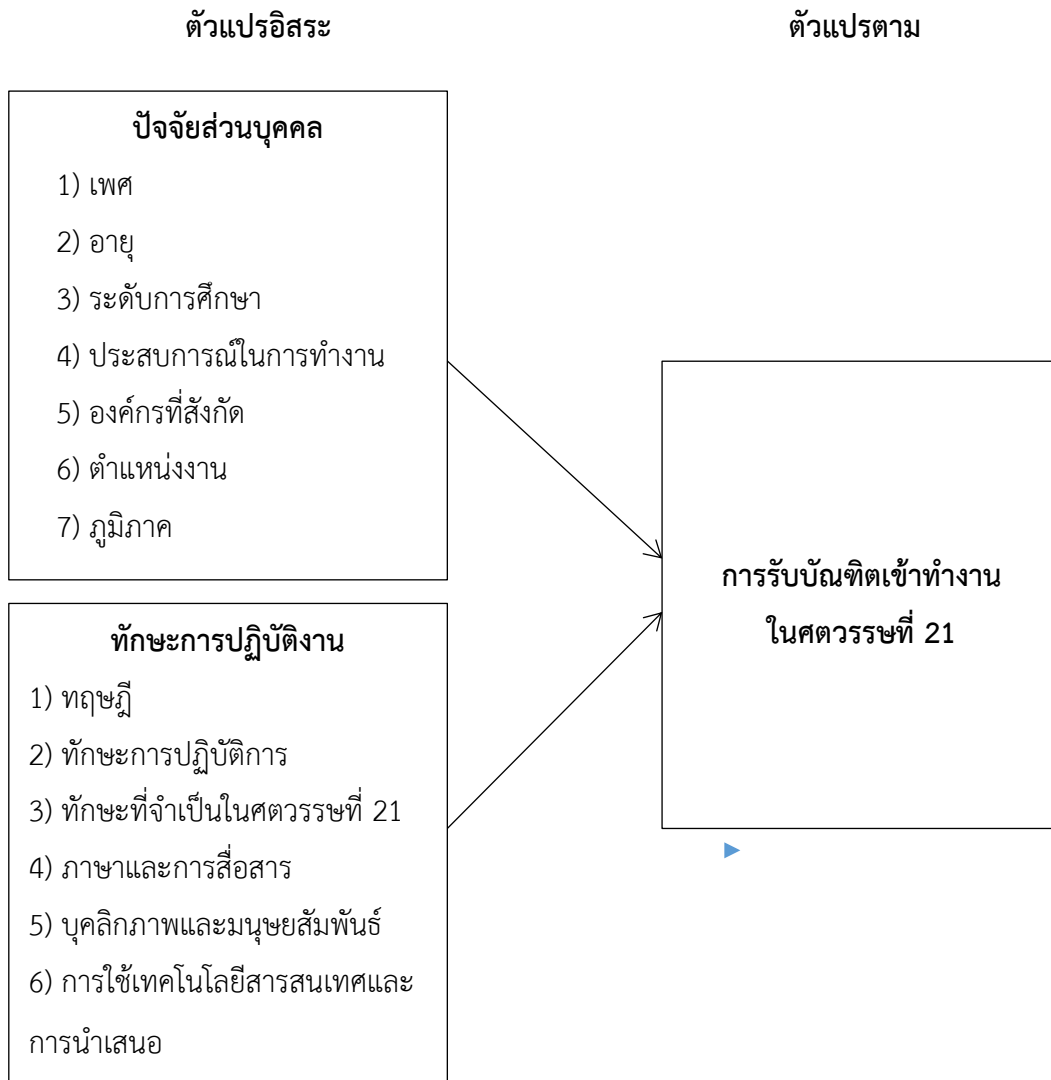 ตัวแปรอิสระ
ตัวแปรตาม
ปัจจัยส่วนบุคคล
1) เพศ
2) อายุ
3) ระดับการศึกษา
4) ประสบการณ์ในการทำงาน
5) องค์กรที่สังกัด
6) ตำแหน่งงาน
7) ภูมิภาค
ทักษะการปฏิบัติงาน
1) ทฤษฎี
2) ทักษะการปฏิบัติการ
3) ทักษะที่จำเป็นในศตวรรษที่ 21
4) ภาษาและการสื่อสาร
5) บุคลิกภาพและมนุษยสัมพันธ์
6) การใช้เทคโนโลยีสารสนเทศและ
การนำเสนอ
การรับบัณฑิตเข้าทำงาน
ในศตวรรษที่ 21